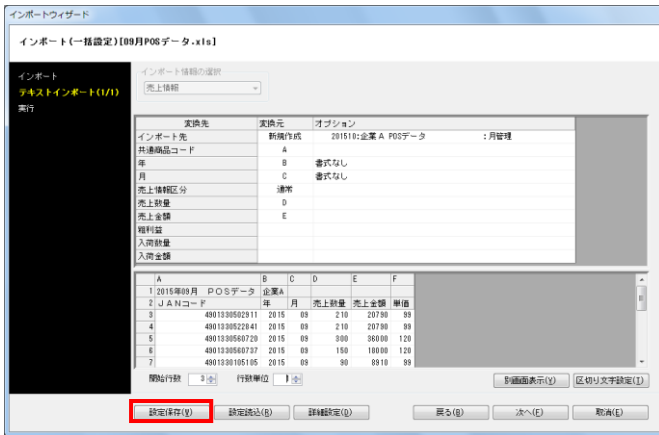 インポートウィザード
インポート(一括設定)[09月POSデータ.xls]
インポート
テキストインポート(1/1)
実行
インポート情報の選択
売上情報
変換先 変換元 オプション
インポート先 新規作成 201510:企業A POSデータ :月管理
共通商品コード A
年 B 書式なし
月 C 書式なし
売上情報区分 通常
売上数量 D
売上金額 E
粗利益
入荷数量
入荷金額
A B C D E F
1 2015年09月 POSデータ 企業A
2 JANコード 年 月 売上数量 売上金額 単価
3 4901330502911 2015 09 210 20790 99
4 4901330522841 2015 09 210 20790 99
5 4901330560720 2015 09 300 36000 120
6 4901330560737 2015 09 150 18000 120
7 4901330105105 2015 09 90 8910 99
開始行数 3 行数単位 1 別画面表示(Y) 区切り文字設定(I)
設定保存(V) 設定読込(R) 詳細設定(D) 戻る(B) 次へ(F) 取消(E)